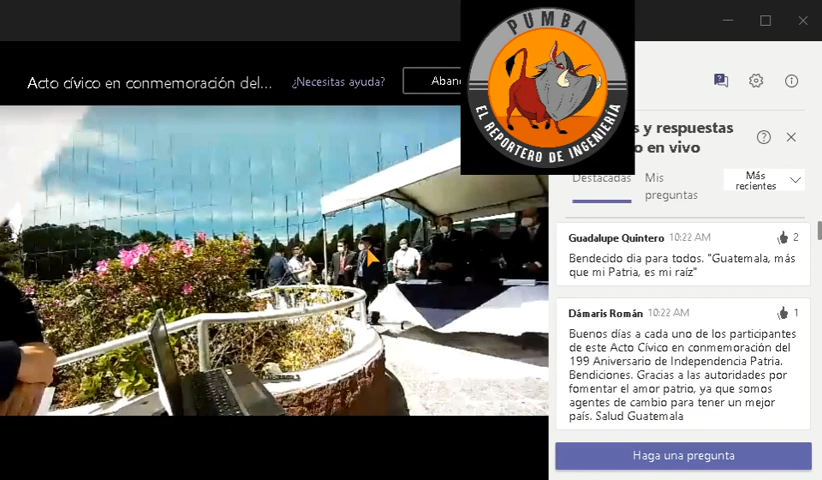 PUMBA
EL REPORTERO DE INGENIERÍA
Acto cívico en conmemoración del...
¿Necesitas ayuda?
Aban
s y respuestas
o en vivo
Destacadas
Mis
preguntas
Más
recientes
Guadalupe Quintero 10:22 AM 2
Bendecido dia para todos. "Guatemala, más
que mi Patria, es mi raíz"
Dámaris Román 10:22 AM 1
Buenos días a cada uno de los participantes
de este Acto Cívico en conmemoración del
199 Aniversario de Independencia Patria.
Bendiciones. Gracias a las autoridades por
fomentar el amor patrio, ya que somos
agentes de cambio para tener un mejor
país. Salud Guatemala
Haga una pregunta